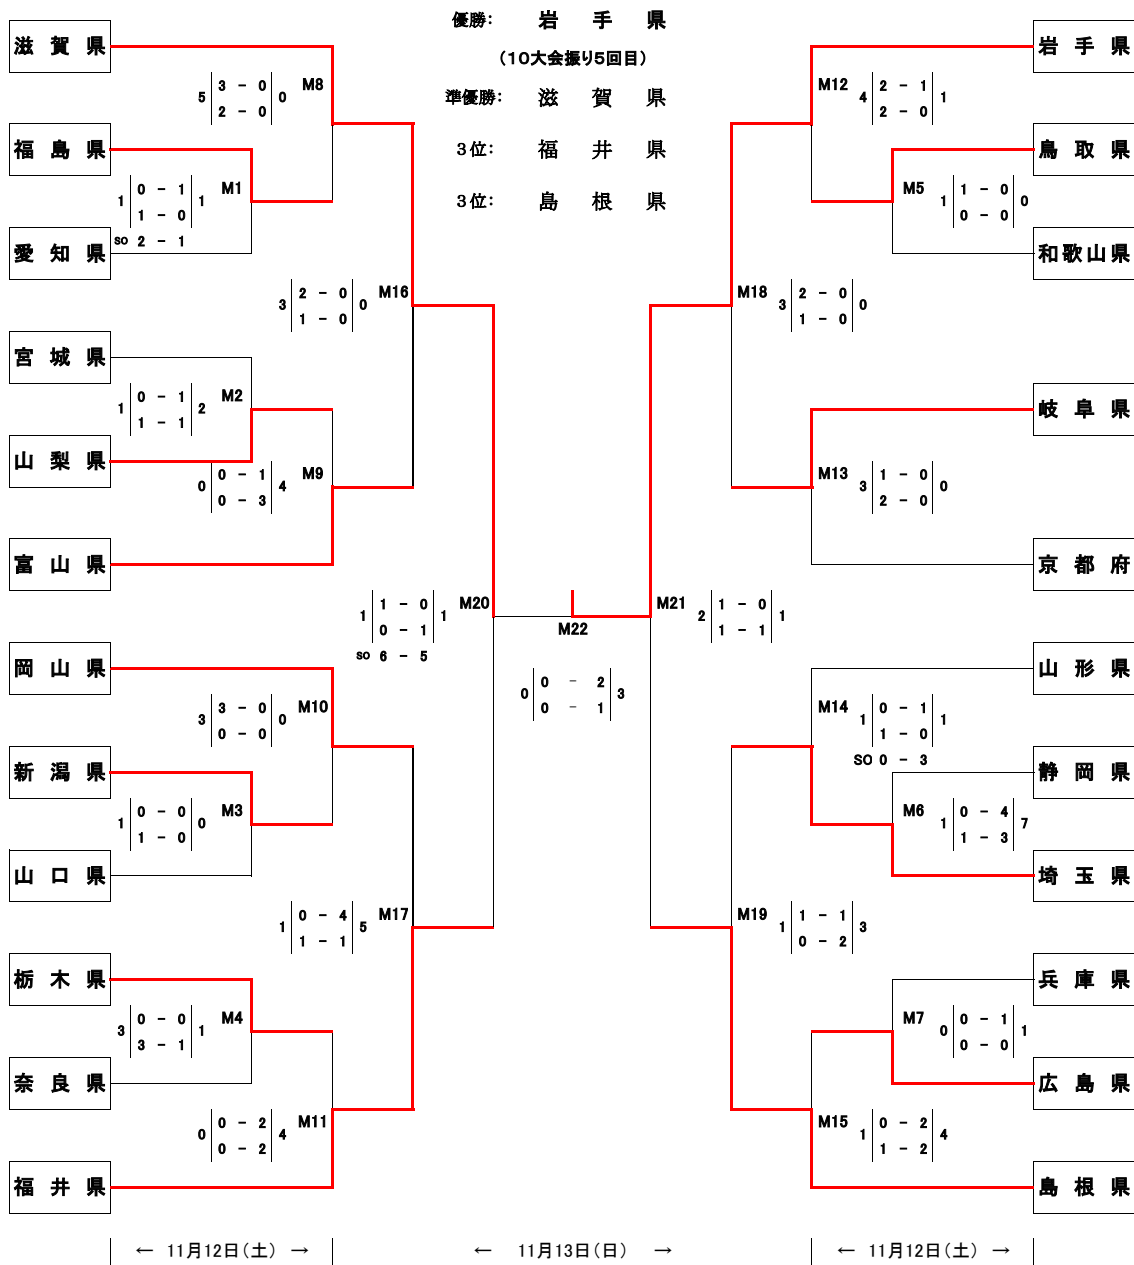 優勝: 岩 手 県
(10大会振り5回目)
準優勝: 滋 賀 県
3位: 福 井 県
3位: 島 根 県
滋 賀 県
5 3 - 0 0 M8
2 - 0
福 島 県
1 0 - 1 1 M1
1 - 0
SO 2 - 1
愛 知 県
3 2 - 0 0 M16
1 - 0
宮 城 県
1 0 - 1 2 M2
1 - 1
山 梨 県
0 0 - 1 4 M9
0 - 3
富 山 県
1 1 - 0 1 M20
0 - 1
SO 6 - 5
岡 山 県
3 3 - 0 0 M10
0 - 0
新 潟 県
1 0 - 0 0 M3
1 - 0
山 口 県
1 0 - 4 5 M17
1 - 1
栃 木 県
3 0 - 0 1 M4
3 - 1
奈 良 県
0 0 - 2 4 M11
0 - 2
福 井 県
M22
0 0 - 2 3
0 - 1
岩 手 県
M12 4 2 - 1 1
2 - 0
鳥 取 県
M5 1 1 - 0 0
0 - 0
和歌山県
M18 3 2 - 0 0
1 - 0
岐 阜 県
M13 3 1 - 0 0
2 - 0
京 都 府
M21 2 1 - 0 1
1 - 1
山 形 県
M14 1 0 - 1 1
1 - 0
SO 0 - 3
静 岡 県
M6 1 0 - 4 7
1 - 3
埼 玉 県
M19 1 1 - 1 3
0 - 2
兵 庫 県
M7 0 0 - 1 1
0 - 0
広 島 県
M15 1 0 - 2 4
1 - 2
島 根 県
← 11月12日(土) → ← 11月13日(日) → ← 11月12日(土) →